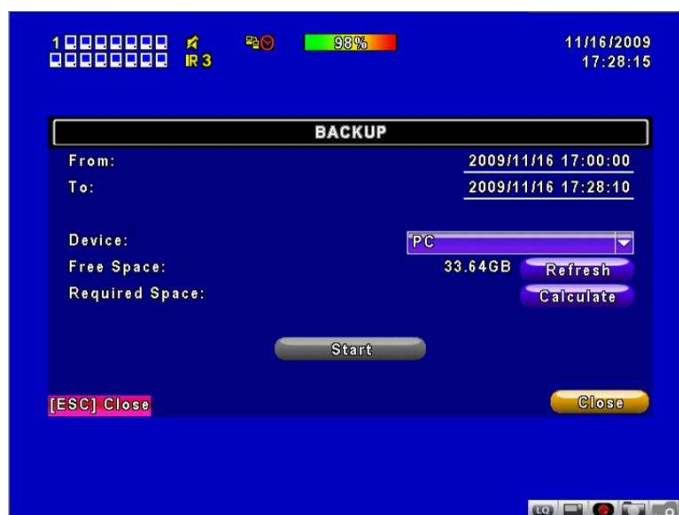 1 98% 11/16/2009
IR 3 17:28:15
BACKUP
From: 2009/11/16 17:00:00
To: 2009/11/16 17:28:10
Device: PC
Free Space: 33.64GB Refresh
Required Space: Calculate
Start
[ESC] Close Close
LQ